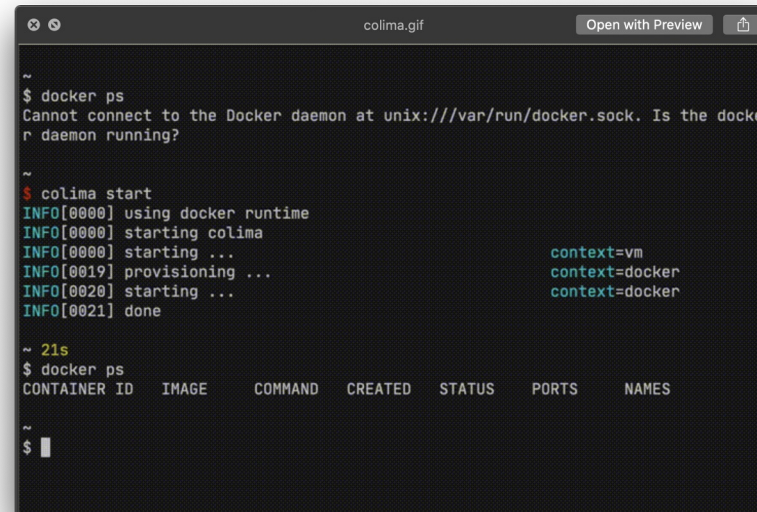 colima.gif
Open with Preview
~
$ docker ps
Cannot connect to the Docker daemon at unix:///var/run/docker.sock. Is the docke
r daemon running?
~
$ colima start
INFO[0000] using docker runtime
INFO[0000] starting colima
INFO[0000] starting ... context=vm
INFO[0019] provisioning ... context=docker
INFO[0020] starting ... context=docker
INFO[0021] done
~ 21s
$ docker ps
CONTAINER ID IMAGE COMMAND CREATED STATUS PORTS NAMES
~
$